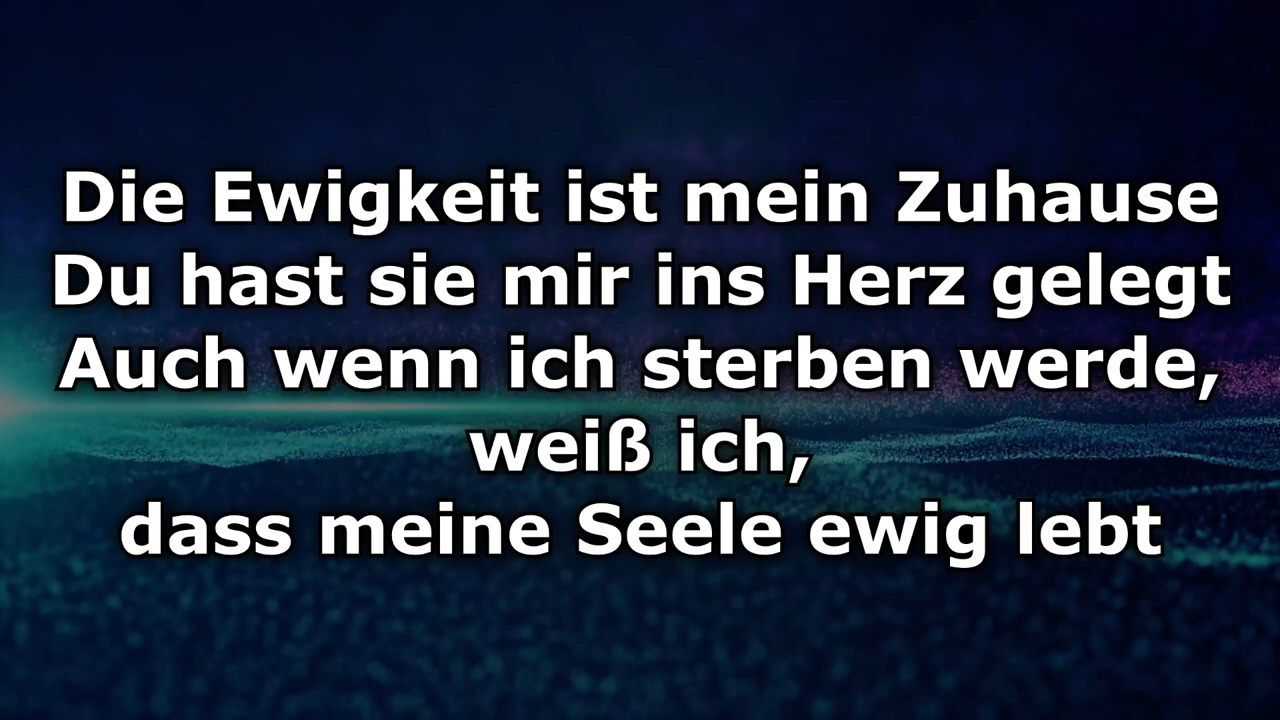 Die Ewigkeit ist mein Zuhause
Du hast sie mir ins Herz gelegt
Auch wenn ich sterben werde,
weiß ich,
dass meine Seele ewig lebt